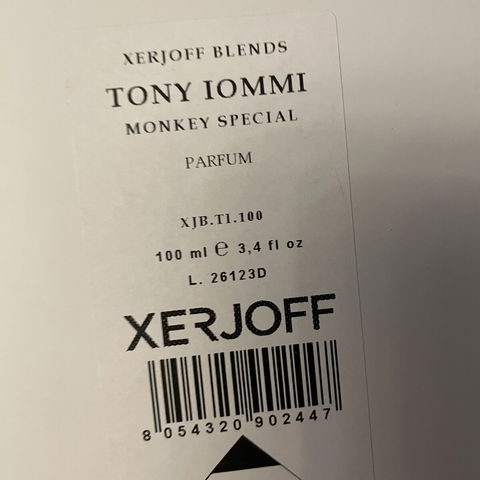 XERJOFF BLENDS
TONY IOMMI
MONKEY SPECIAL
PARFUM
XJB.TI.100
100 ml ℮ 3,4 fl oz
L. 26123D
XERJOFF
8 054320 902447